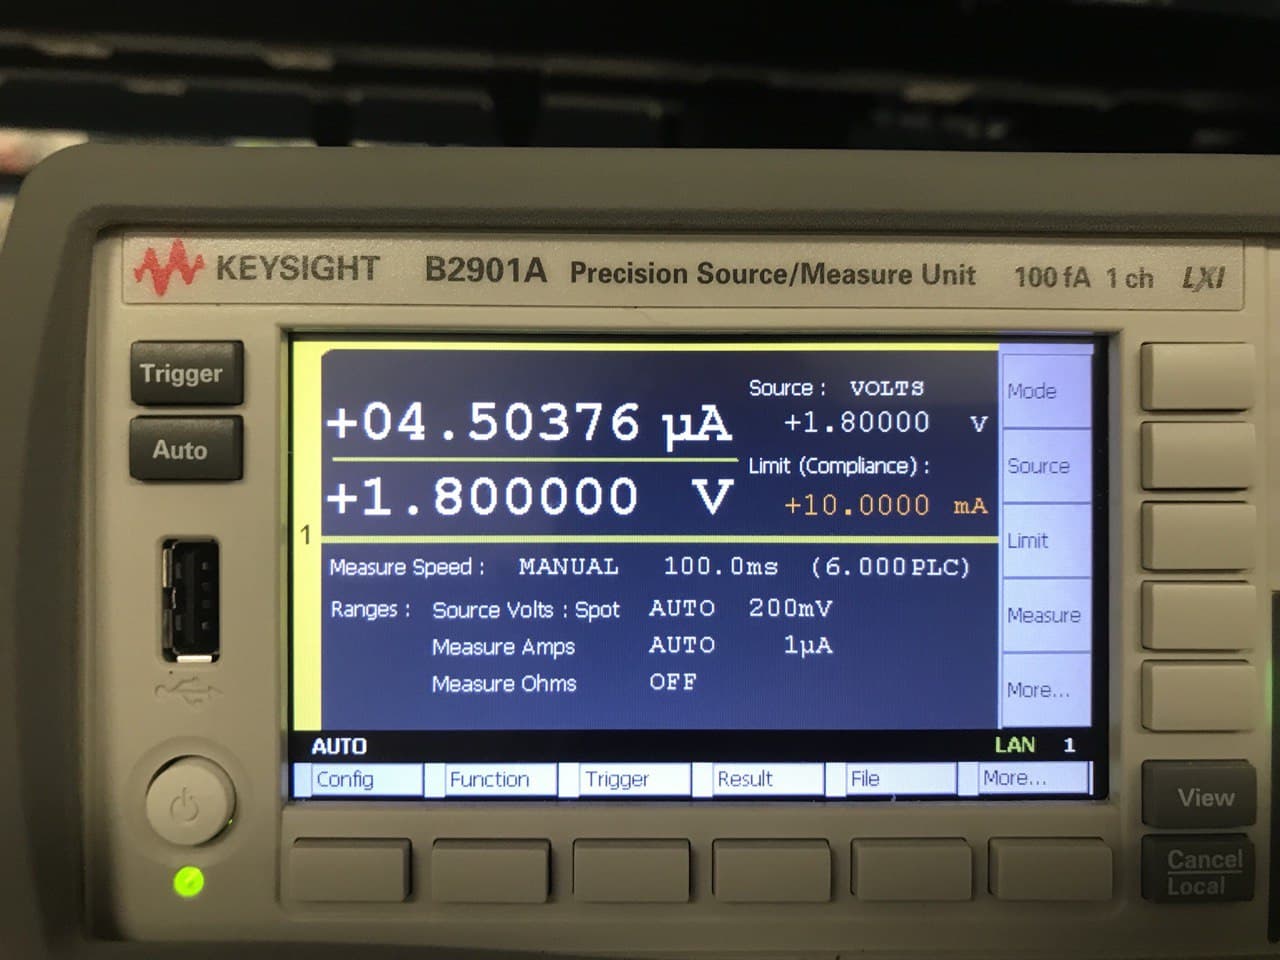 KEYSIGHT B2901A Precision Source/Measure Unit 100 fA 1 ch LXI
Trigger
Auto
1
+04.50376 µA
+1.800000 V
Source : VOLTS
+1.80000 V
Limit (Compliance) :
+10.0000 mA
Measure Speed : MANUAL 100.0ms (6.000PLC)
Ranges : Source Volts : Spot AUTO 200mV
Measure Amps AUTO 1µA
Measure Ohms OFF
Mode
Source
Limit
Measure
More...
AUTO LAN 1
Config Function Trigger Result File More...
View
Cancel
Local